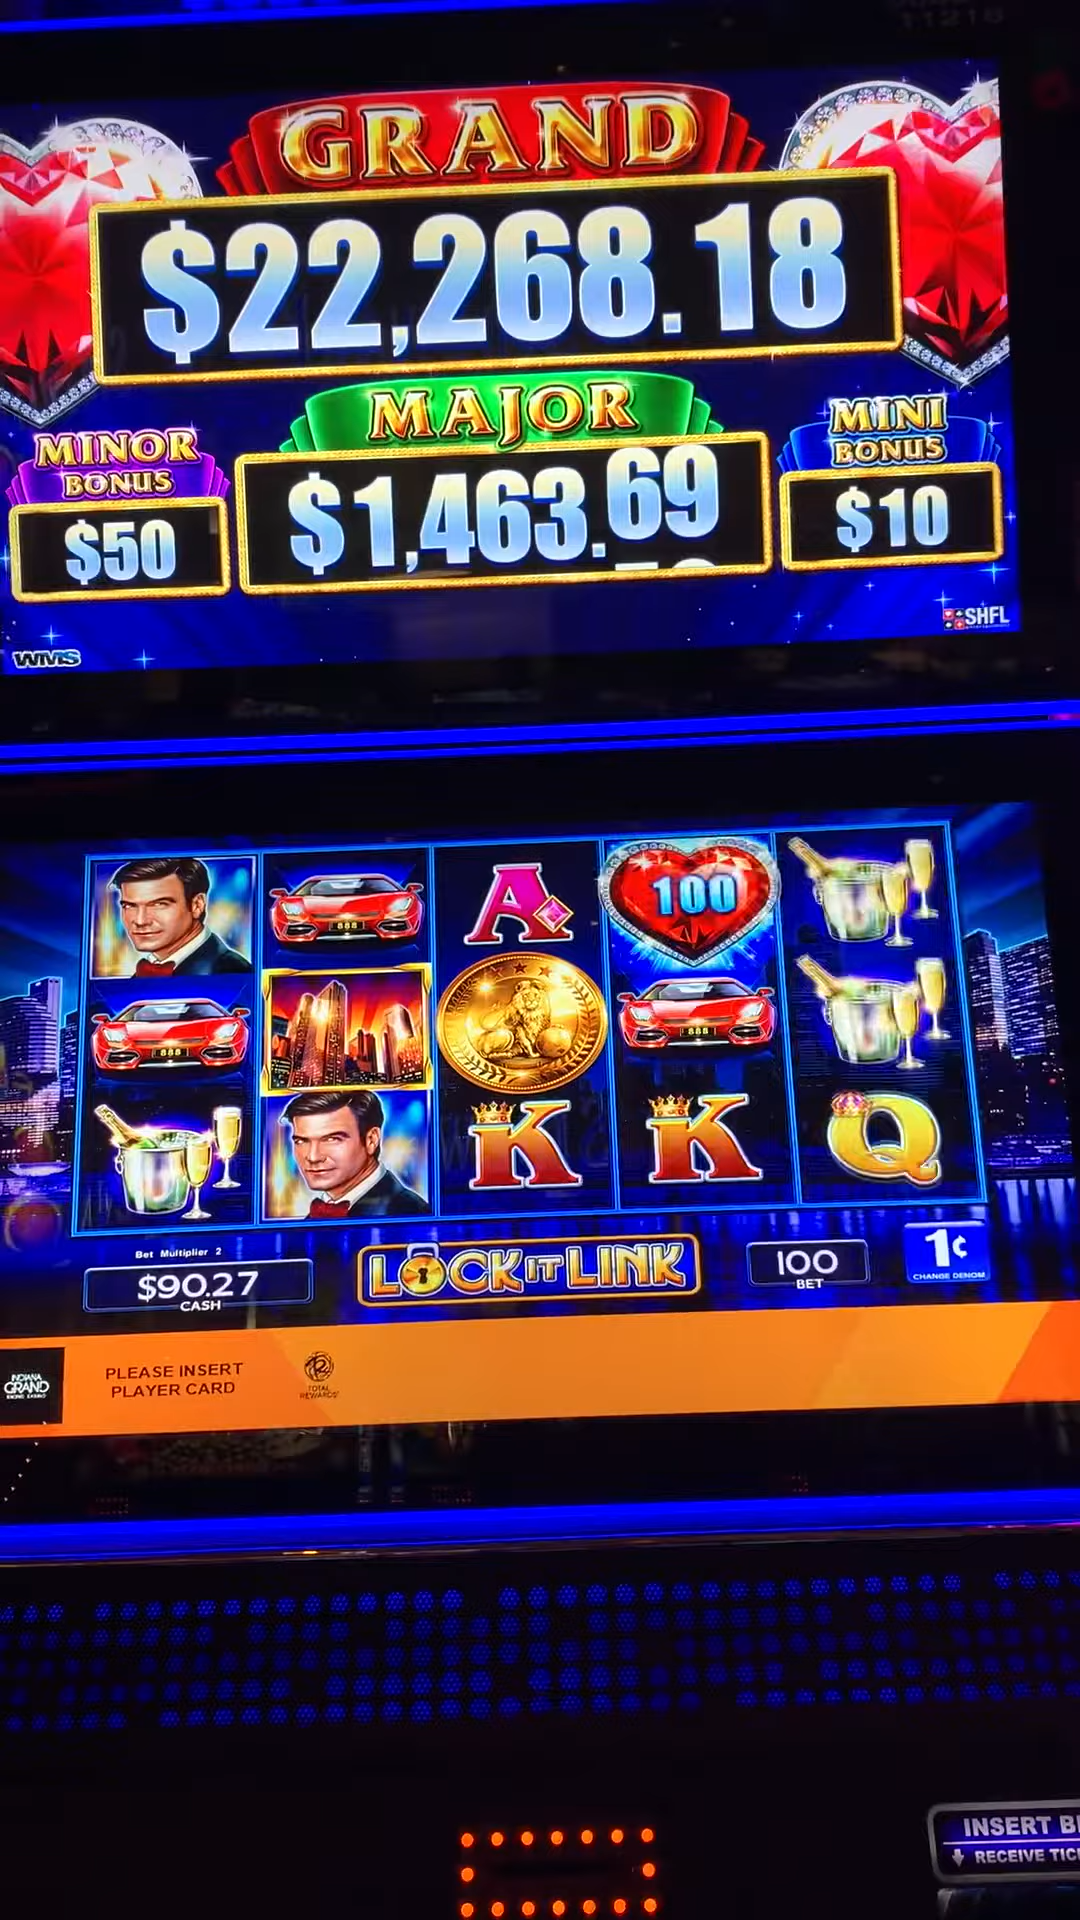 GRAND
$22,268.18
MAJOR
$1,463.69
MINOR
BONUS
$50
MINI
BONUS
$10
WMS
SHFL
A
100
888
888
888
K
K
Q
Bet Multiplier 2
$90.27
CASH
LOCK IT LINK
100
BET
1¢
CHANGE DENOM
INDIANA
GRAND
PLEASE INSERT
PLAYER CARD
TOTAL
REWARDS
INSERT
RECEIVE